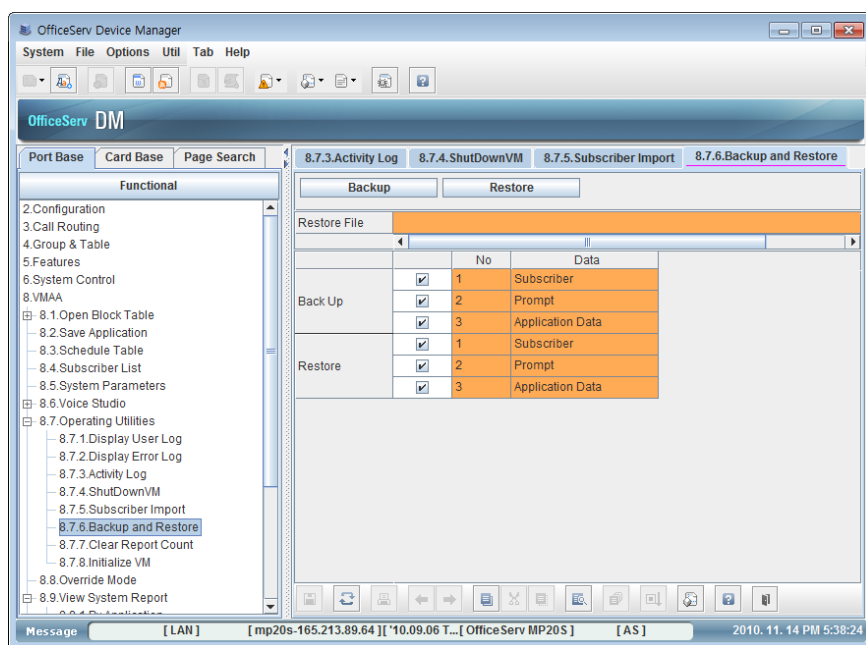 OfficeServ Device Manager
System File Options Util Tab Help
OfficeServ DM
Port Base Card Base Page Search
Functional
2.Configuration
3.Call Routing
4.Group & Table
5.Features
6.System Control
8.VMAA
8.1.Open Block Table
8.2.Save Application
8.3.Schedule Table
8.4.Subscriber List
8.5.System Parameters
8.6.Voice Studio
8.7.Operating Utilities
8.7.1.Display User Log
8.7.2.Display Error Log
8.7.3.Activity Log
8.7.4.ShutDownVM
8.7.5.Subscriber Import
8.7.6.Backup and Restore
8.7.7.Clear Report Count
8.7.8.Initialize VM
8.8.Override Mode
8.9.View System Report
8.7.3.Activity Log 8.7.4.ShutDownVM 8.7.5.Subscriber Import 8.7.6.Backup and Restore
Backup Restore
Restore File
No Data
Back Up
1 Subscriber
2 Prompt
3 Application Data
Restore
1 Subscriber
2 Prompt
3 Application Data
Message [LAN] [mp20s-165.213.89.64][ '10.09.06 T...[OfficeServ MP20S] [AS] 2010. 11. 14 PM 5:38:24